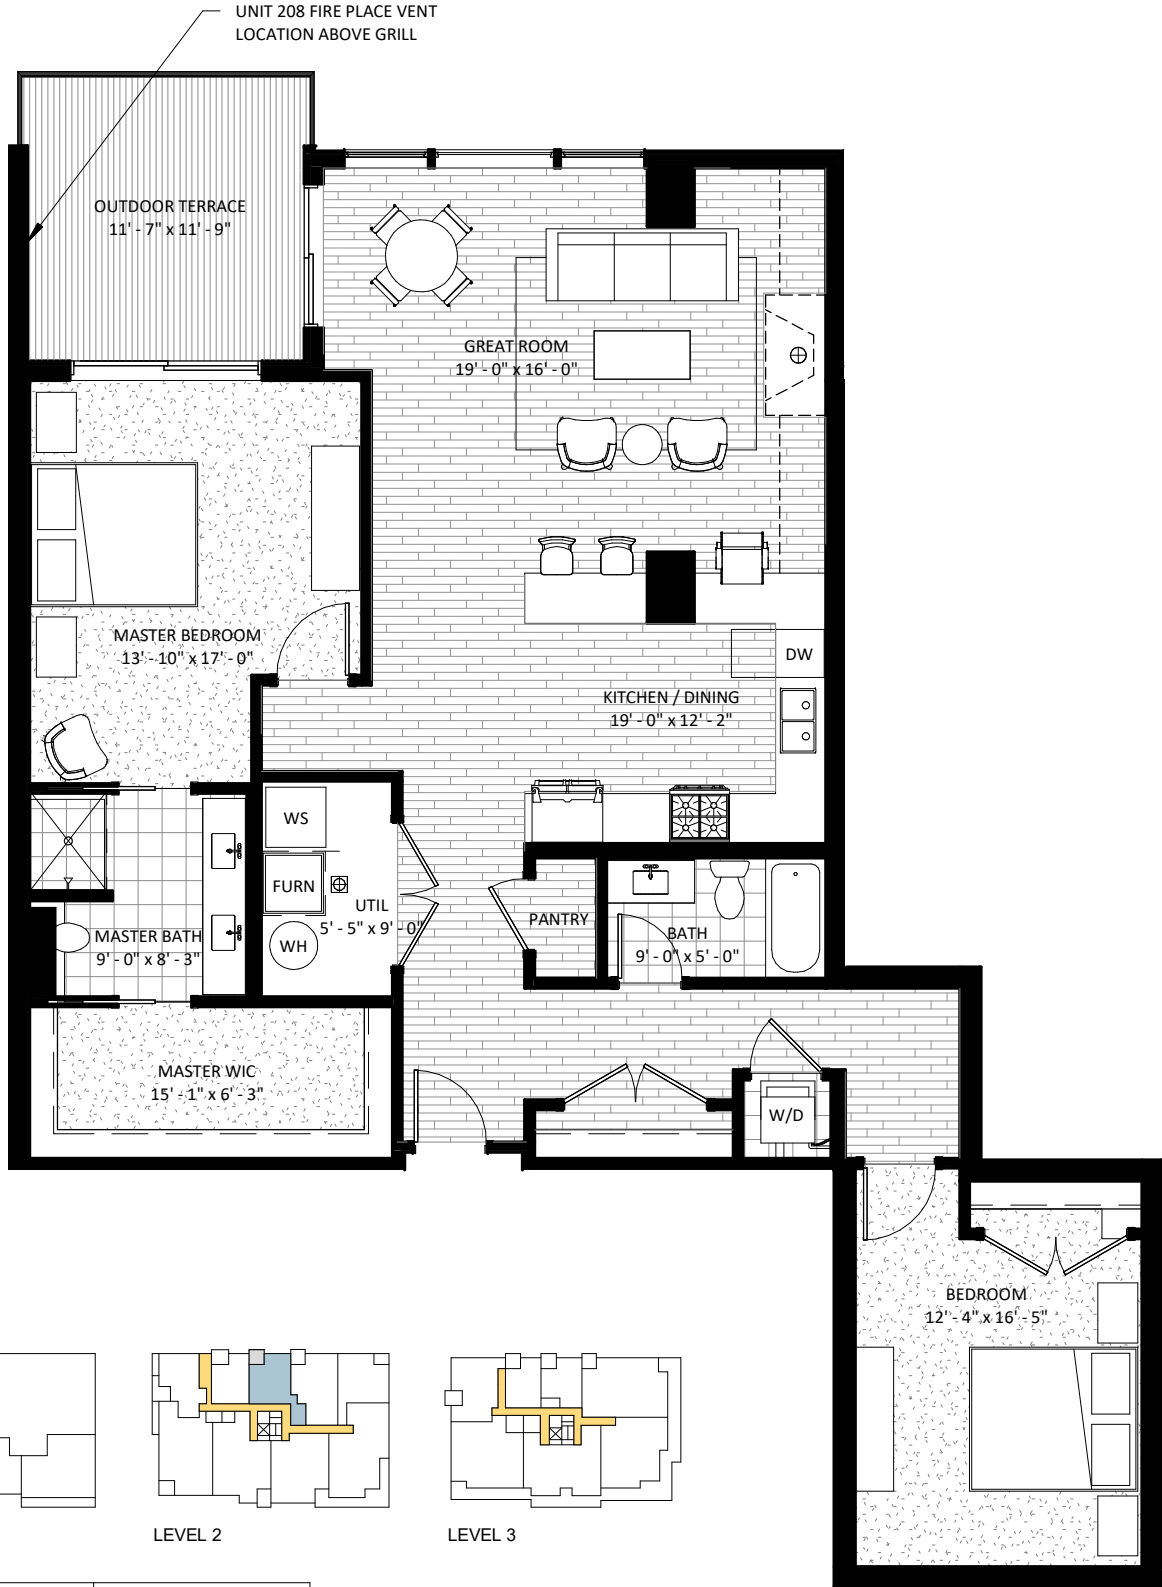 UNIT 208 FIRE PLACE VENT
LOCATION ABOVE GRILL
OUTDOOR TERRACE
11' - 7" x 11' - 9"
GREAT ROOM
19' - 0" x 16' - 0"
MASTER BEDROOM
13' - 10" x 17' - 0"
DW
KITCHEN / DINING
19' - 0" x 12' - 2"
WS
FURN
UTIL
5' - 5" x 9' - 0"
WH
PANTRY
BATH
9' - 0" x 5' - 0"
MASTER BATH
9' - 0" x 8' - 3"
MASTER WIC
15' - 1" x 6' - 3"
W/D
BEDROOM
12' - 4" x 16' - 5"
LEVEL 2
LEVEL 3